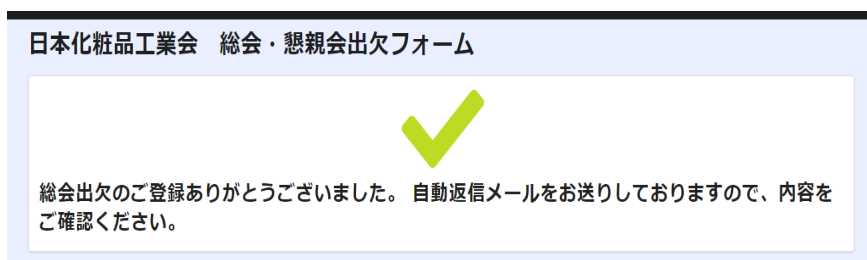 日本化粧品工業会　総会・懇親会出欠フォーム
総会出欠のご登録ありがとうございました。 自動返信メールをお送りしておりますので、内容を
ご確認ください。